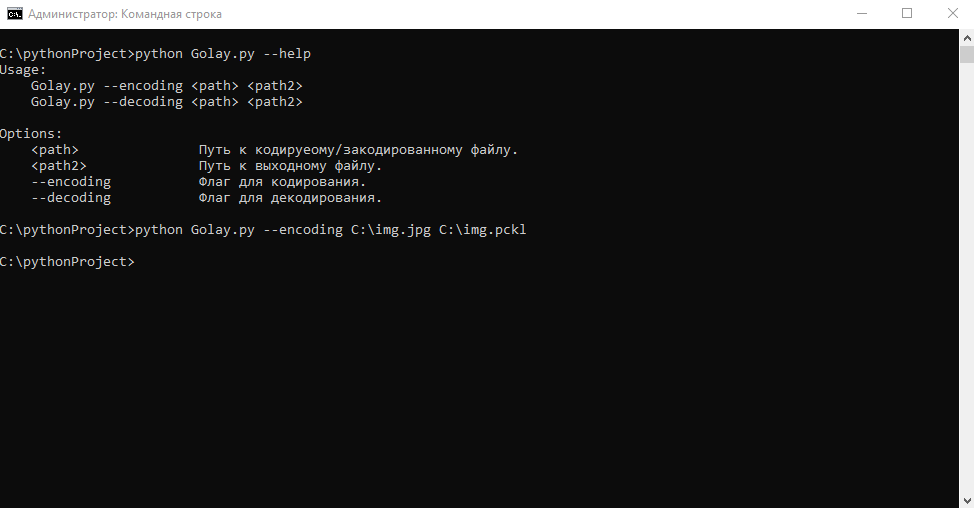 Администратор: Командная строка
C:\pythonProject>python Golay.py --help
Usage:
Golay.py --encoding <path> <path2>
Golay.py --decoding <path> <path2>
Options:
<path> Путь к кодируеому/закодированному файлу.
<path2> Путь к выходному файлу.
--encoding Флаг для кодирования.
--decoding Флаг для декодирования.
C:\pythonProject>python Golay.py --encoding C:\img.jpg C:\img.pckl
C:\pythonProject>